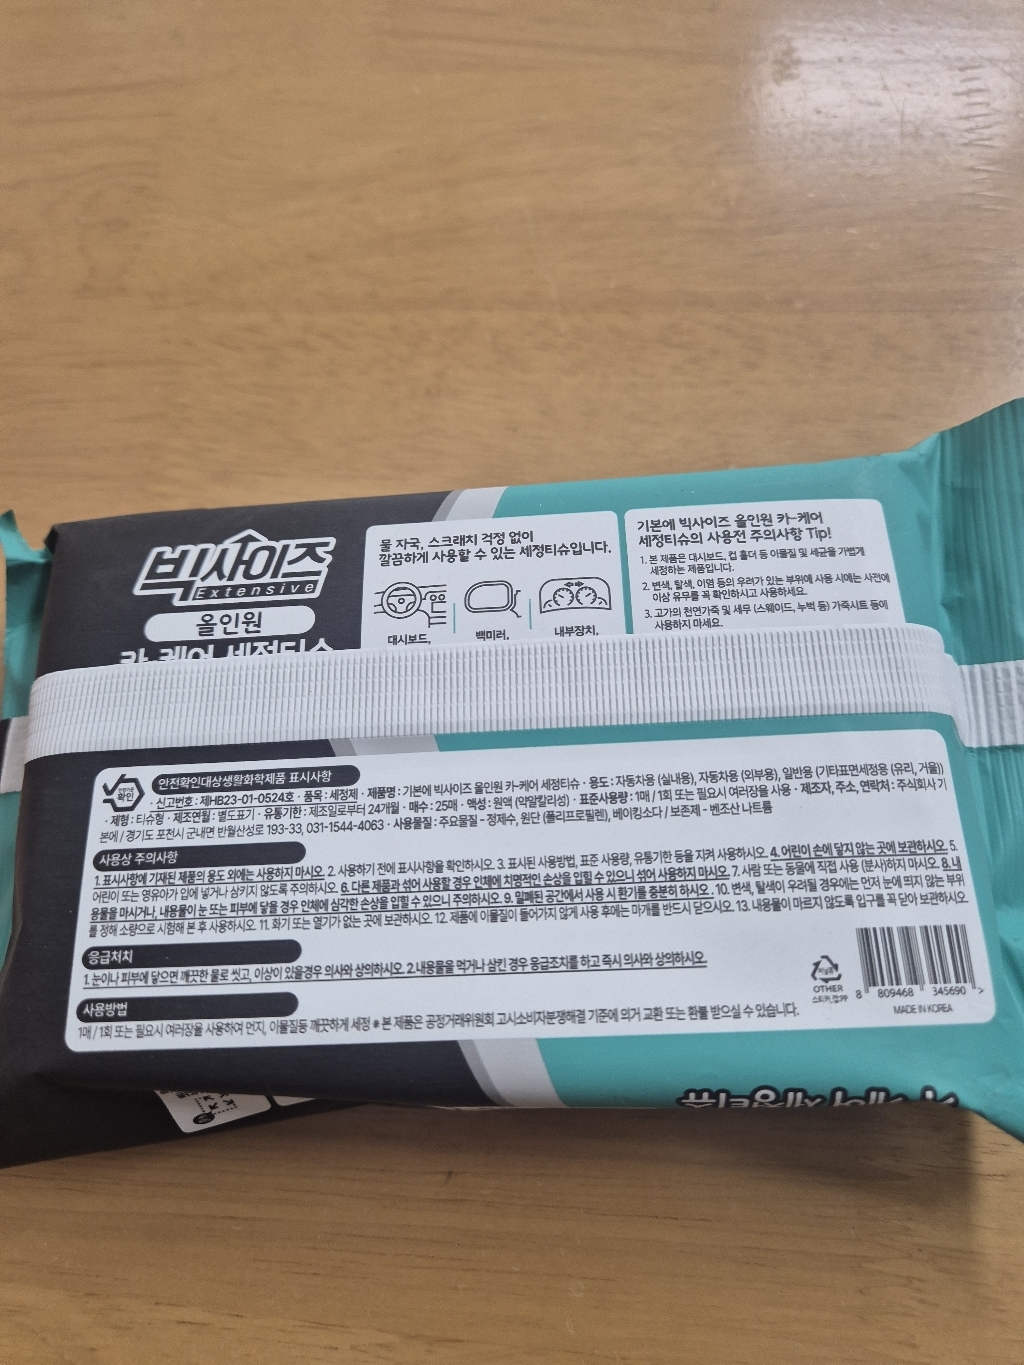 빅사이즈
Extensive
올인원
카 케어 세정티슈
물 자국, 스크래치 걱정 없이
깔끔하게 사용할 수 있는 세정티슈입니다.
대시보드, 백미러, 내부장치,
기본에 빅사이즈 올인원 카-케어
세정티슈의 사용전 주의사항 Tip!
1. 본 제품은 대시보드, 컵 홀더 등 이물질 및 세균을 가볍게
세정하는 제품입니다.
2. 변색, 탈색, 이염 등의 우려가 있는 부위에 사용 시에는 사전에
이상 유무를 꼭 확인하시고 사용하세요.
3. 고가의 천연가죽 및 세무 (스웨이드, 누벅 등) 가죽시트 등에
사용하지 마세요.
확인
안전확인대상생활화학제품 표시사항
· 신고번호 : 제HB23-01-0524호 · 품목 : 세정제 · 제품명 : 기본에 빅사이즈 올인원 카-케어 세정티슈 · 용도 : 자동차용 (실내용), 자동차용 (외부용), 일반용 (기타표면세정용 (유리, 거울))
· 제형 : 티슈형 · 제조연월 : 별도표기 · 유통기한 : 제조일로부터 24개월 · 매수 : 25매 · 액성 : 원액 (약알칼리성) · 표준사용량 : 1매 / 1회 또는 필요시 여러장을 사용 · 제조자, 주소, 연락처 : 주식회사 기
본에 / 경기도 포천시 군내면 반월산성로 193-33, 031-1544-4063 · 사용물질 : 주요물질 - 정제수, 원단 (폴리프로필렌), 베이킹소다 / 보존제 - 벤조산 나트륨
사용상 주의사항
1. 표시사항에 기재된 제품의 용도 외에는 사용하지 마시오. 2. 사용하기 전에 표시사항을 확인하시오. 3. 표시된 사용방법, 표준 사용량, 유통기한 등을 지켜 사용하시오. 4. 어린이 손에 닿지 않는 곳에 보관하시오. 5.
어린이 또는 영유아가 입에 넣거나 삼키지 않도록 주의하시오. 6. 다른 제품과 섞어 사용할 경우 인체에 치명적인 손상을 입힐 수 있으니 섞어 사용하지 마시오. 7. 사람 또는 동물에 직접 사용 (분사)하지 마시오. 8. 내
용물을 마시거나, 내용물이 눈 또는 피부에 닿을 경우 인체에 심각한 손상을 입힐 수 있으니 주의하시오. 9. 밀폐된 공간에서 사용 시 환기를 충분히 하시오. 10. 변색, 탈색이 우려될 경우에는 먼저 눈에 띄지 않는 부위
를 정해 소량으로 시험해 본 후 사용하시오. 11. 화기 또는 열기가 없는 곳에 보관하시오. 12. 제품에 이물질이 들어가지 않게 사용 후에는 마개를 반드시 닫으시오. 13. 내용물이 마르지 않도록 입구를 꼭 닫아 보관하시오.
응급처치
1. 눈이나 피부에 닿으면 깨끗한 물로 씻고, 이상이 있을경우 의사와 상의하시오. 2.내용물을 먹거나 삼킨 경우 응급조치를 하고 즉시 의사와 상의하시오.
사용방법
1매 / 1회 또는 필요시 여러장을 사용하여 먼지, 이물질등 깨끗하게 세정 ※ 본 제품은 공정거래위원회 고시소비자분쟁해결 기준에 의거 교환 또는 환불 받으실 수 있습니다.
비닐류
OTHER
스티커,캡:PP
8 809468 345690 >
MADE IN KOREA